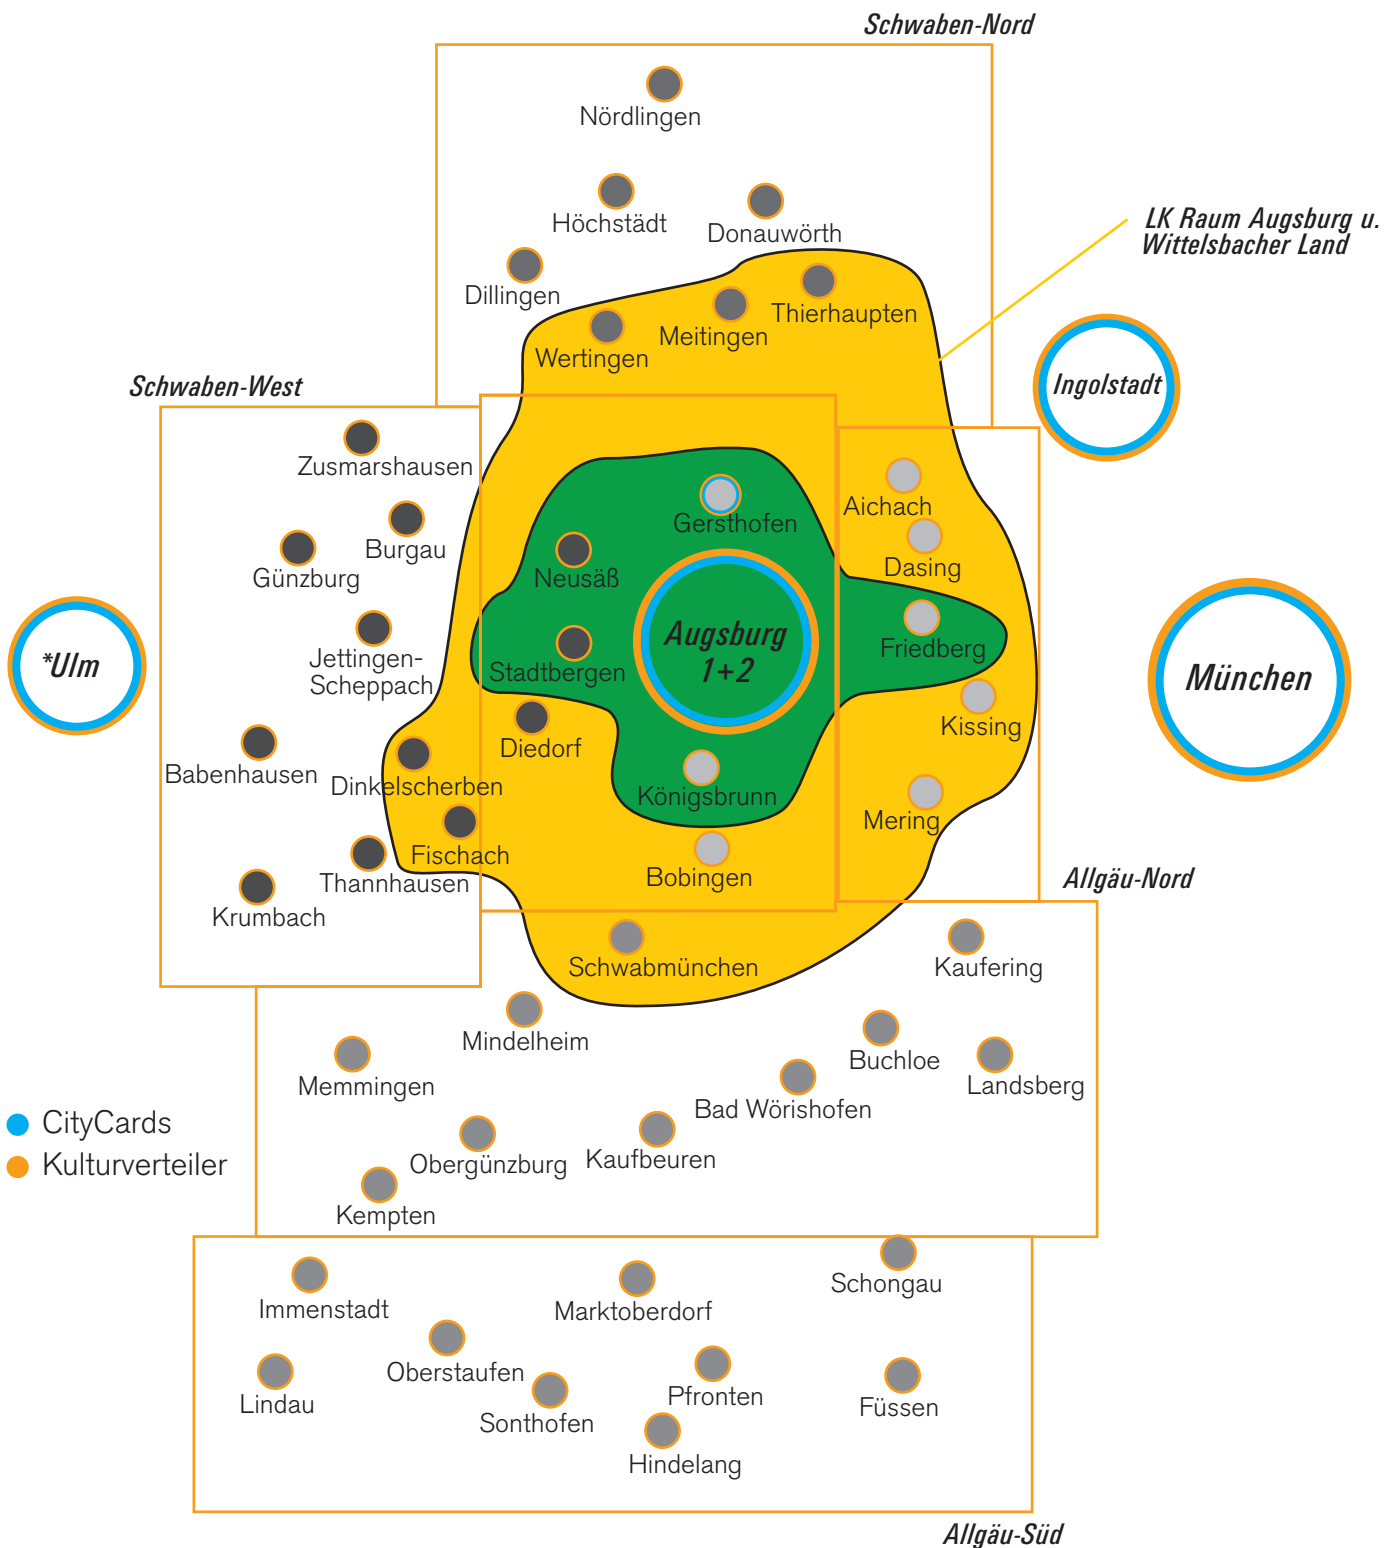 Schwaben-Nord
Nördlingen
Höchstädt
Donauwörth
LK Raum Augsburg u.
Wittelsbacher Land
Dillingen
Thierhaupten
Meitingen
Wertingen
Ingolstadt
Schwaben-West
Zusmarshausen
Aichach
Gersthofen
Burgau
Dasing
Günzburg
Neusäß
Augsburg
1+2
Friedberg
*Ulm
Jettingen-
Scheppach
Stadtbergen
München
Kissing
Diedorf
Babenhausen
Dinkelscherben
Königsbrunn
Mering
Fischach
Thannhausen
Bobingen
Allgäu-Nord
Krumbach
Schwabmünchen
Kaufering
Mindelheim
Buchloe
Memmingen
Landsberg
Bad Wörishofen
CityCards
Kulturverteiler
Obergünzburg
Kaufbeuren
Kempten
Schongau
Immenstadt
Marktoberdorf
Oberstaufen
Pfronten
Lindau
Füssen
Sonthofen
Hindelang
Allgäu-Süd